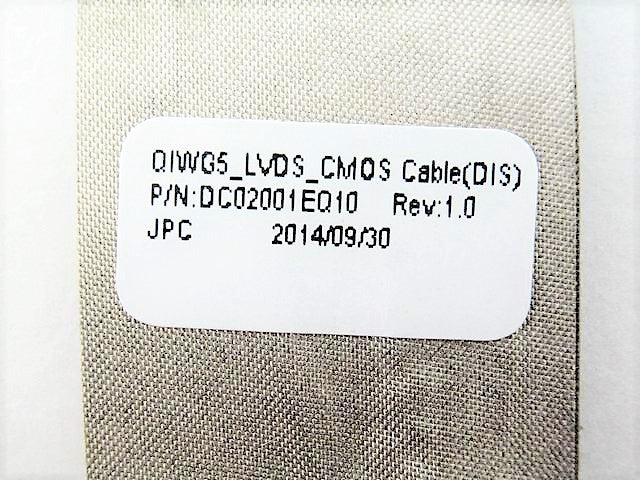 QIWG5_LVDS_CMOS Cable(DIS)
P/N:DC02001EQ10 Rev:1.0
JPC 2014/09/30